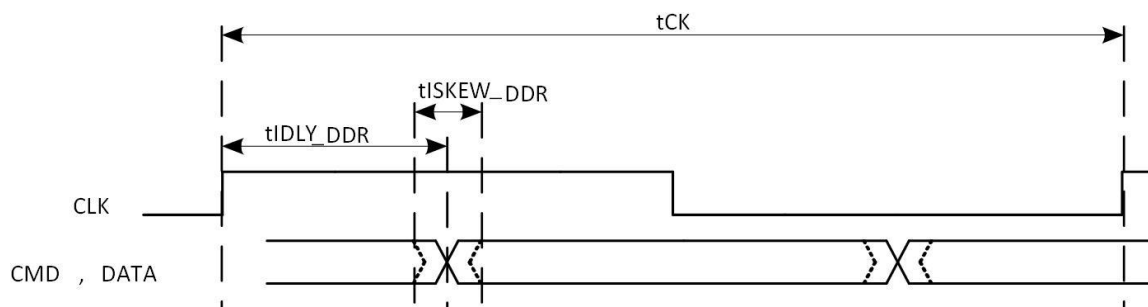 tCK
tISKEW_DDR
tIDLY_DDR
CLK
CMD , DATA